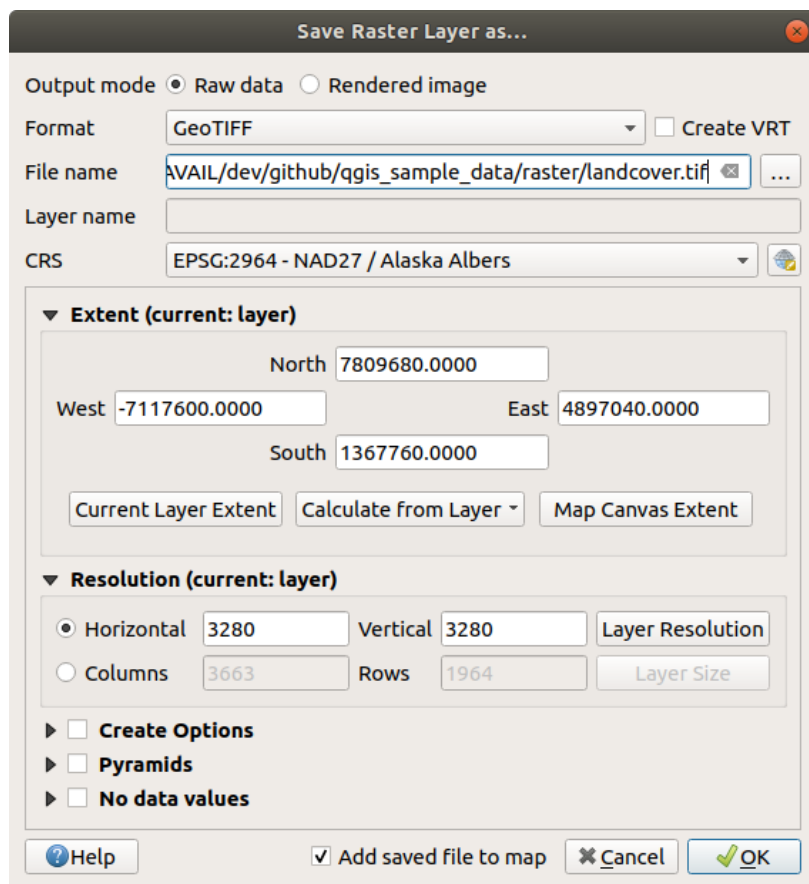 Save Raster Layer as...
Output mode Raw data Rendered image
Format GeoTIFF Create VRT
File name AVAIL/dev/github/qgis_sample_data/raster/landcover.tif ...
Layer name
CRS EPSG:2964 - NAD27 / Alaska Albers
Extent (current: layer)
North 7809680.0000
West -7117600.0000 East 4897040.0000
South 1367760.0000
Current Layer Extent Calculate from Layer Map Canvas Extent
Resolution (current: layer)
Horizontal 3280 Vertical 3280 Layer Resolution
Columns 3663 Rows 1964 Layer Size
Create Options
Pyramids
No data values
Help Add saved file to map Cancel OK